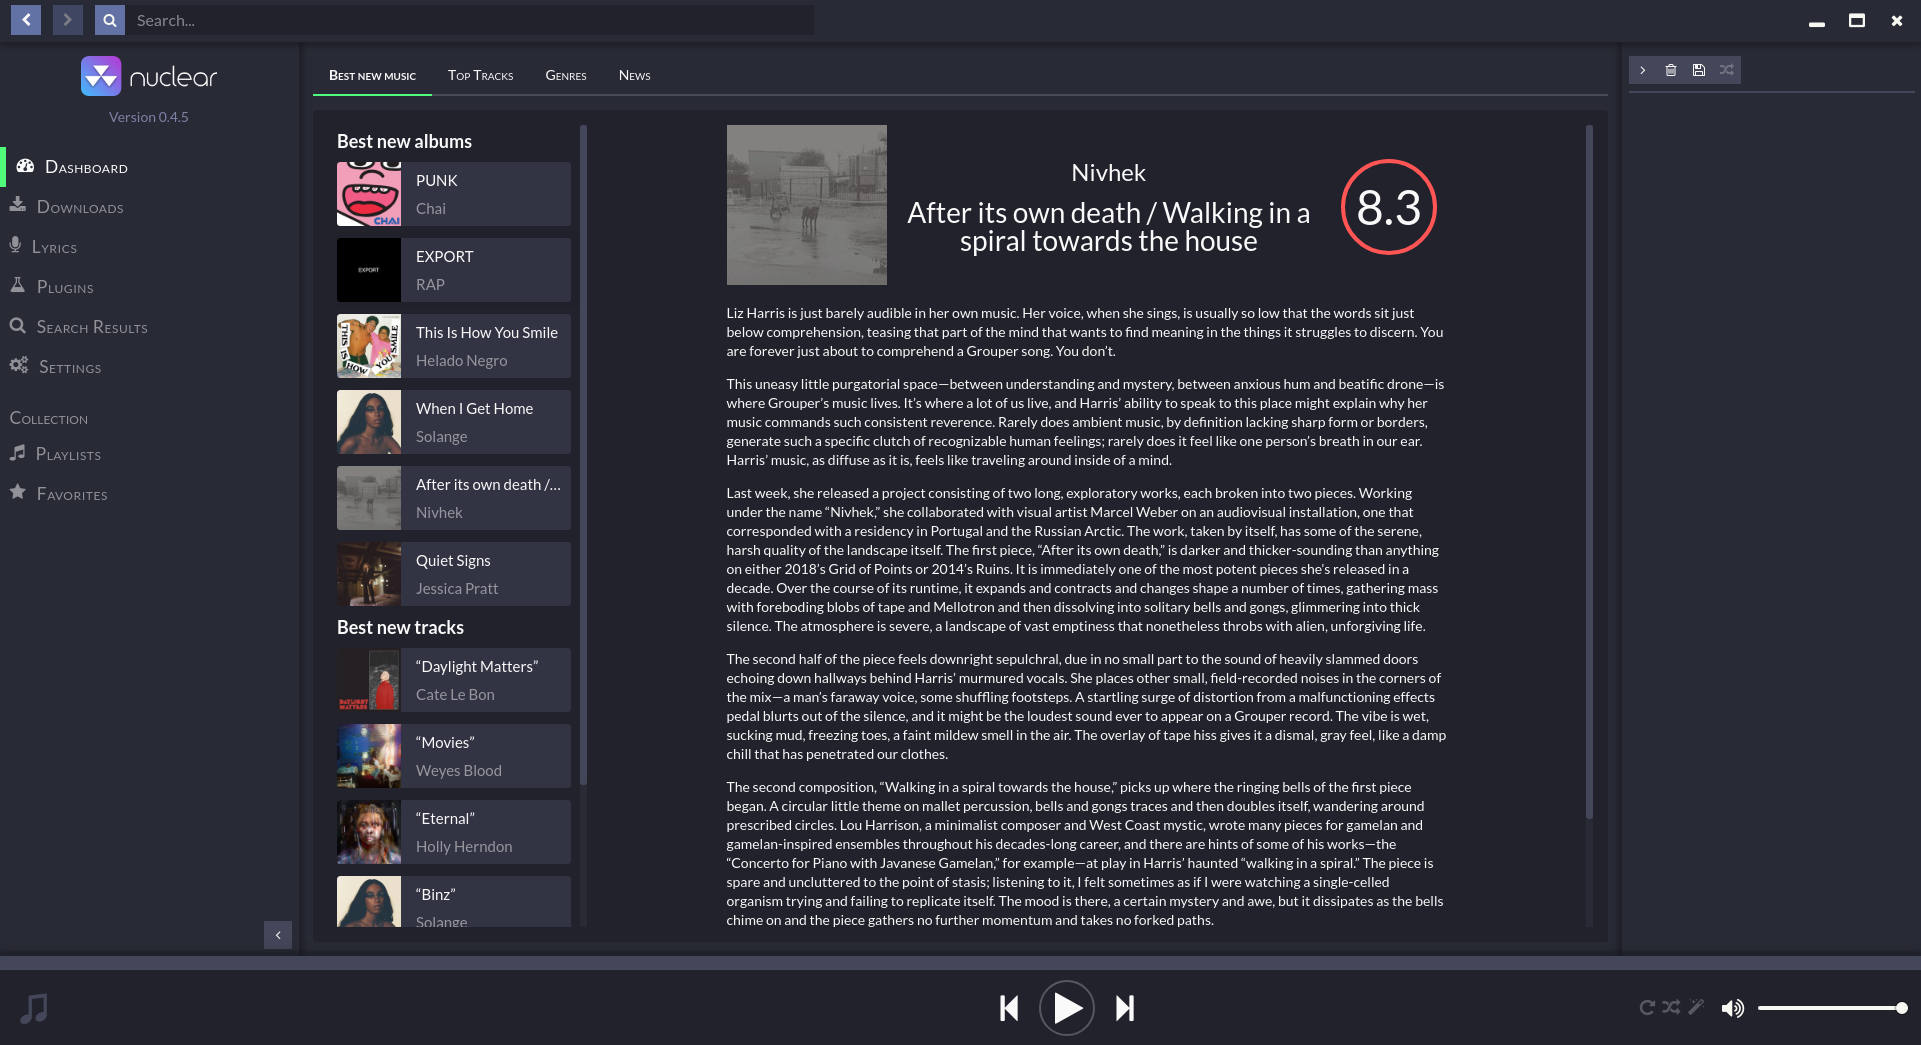 Search...
nuclear
Version 0.4.5
Dashboard
Downloads
Lyrics
Plugins
Search Results
Settings
Collection
Playlists
Favorites
Best new music
Top Tracks
Genres
News
Best new albums
CHAI
PUNK
Chai
EXPORT
EXPORT
RAP
THIS IS HOW YOU SMILE
This Is How You Smile
Helado Negro
When I Get Home
Solange
After its own death /...
Nivhek
Quiet Signs
Jessica Pratt
Best new tracks
DAYLIGHT
MATTERS
“Daylight Matters”
Cate Le Bon
“Movies”
Weyes Blood
“Eternal”
Holly Herndon
“Binz”
Solange
Nivhek
After its own death / Walking in a
spiral towards the house
8.3
Liz Harris is just barely audible in her own music. Her voice, when she sings, is usually so low that the words sit just
below comprehension, teasing that part of the mind that wants to find meaning in the things it struggles to discern. You
are forever just about to comprehend a Grouper song. You don’t.
This uneasy little purgatorial space—between understanding and mystery, between anxious hum and beatific drone—is
where Grouper’s music lives. It’s where a lot of us live, and Harris’ ability to speak to this place might explain why her
music commands such consistent reverence. Rarely does ambient music, by definition lacking sharp form or borders,
generate such a specific clutch of recognizable human feelings; rarely does it feel like one person’s breath in our ear.
Harris’ music, as diffuse as it is, feels like traveling around inside of a mind.
Last week, she released a project consisting of two long, exploratory works, each broken into two pieces. Working
under the name “Nivhek,” she collaborated with visual artist Marcel Weber on an audiovisual installation, one that
corresponded with a residency in Portugal and the Russian Arctic. The work, taken by itself, has some of the serene,
harsh quality of the landscape itself. The first piece, “After its own death,” is darker and thicker-sounding than anything
on either 2018’s Grid of Points or 2014’s Ruins. It is immediately one of the most potent pieces she’s released in a
decade. Over the course of its runtime, it expands and contracts and changes shape a number of times, gathering mass
with foreboding blobs of tape and Mellotron and then dissolving into solitary bells and gongs, glimmering into thick
silence. The atmosphere is severe, a landscape of vast emptiness that nonetheless throbs with alien, unforgiving life.
The second half of the piece feels downright sepulchral, due in no small part to the sound of heavily slammed doors
echoing down hallways behind Harris’ murmured vocals. She places other small, field-recorded noises in the corners of
the mix—a man’s faraway voice, some shuffling footsteps. A startling surge of distortion from a malfunctioning effects
pedal blurts out of the silence, and it might be the loudest sound ever to appear on a Grouper record. The vibe is wet,
sucking mud, freezing toes, a faint mildew smell in the air. The overlay of tape hiss gives it a dismal, gray feel, like a damp
chill that has penetrated our clothes.
The second composition, “Walking in a spiral towards the house,” picks up where the ringing bells of the first piece
began. A circular little theme on mallet percussion, bells and gongs traces and then doubles itself, wandering around
prescribed circles. Lou Harrison, a minimalist composer and West Coast mystic, wrote many pieces for gamelan and
gamelan-inspired ensembles throughout his decades-long career, and there are hints of some of his works—the
“Concerto for Piano with Javanese Gamelan,” for example—at play in Harris’ haunted “walking in a spiral.” The piece is
spare and uncluttered to the point of stasis; listening to it, I felt sometimes as if I were watching a single-celled
organism trying and failing to replicate itself. The mood is there, a certain mystery and awe, but it dissipates as the bells
chime on and the piece gathers no further momentum and takes no forked paths.